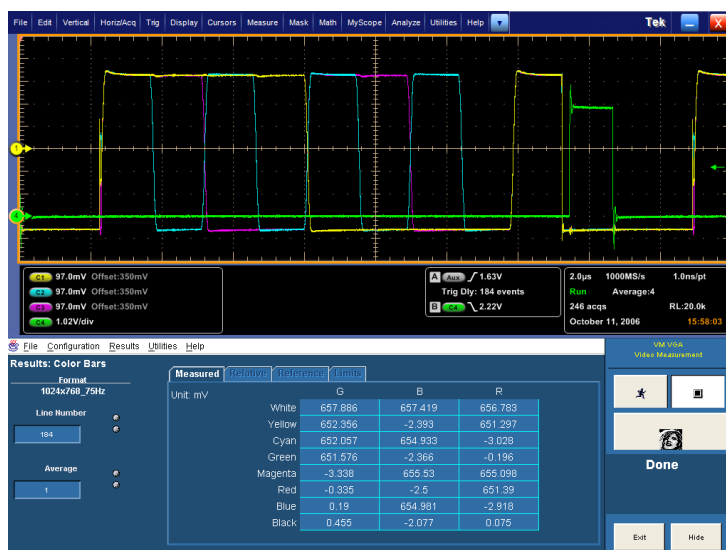 File Edit Vertical Horiz/Acq Trig Display Cursors Measure Mask Math MyScope Analyze Utilities Help Tek X
1
4
C1 97.0mV Offset:350mV
C2 97.0mV Offset:350mV
C3 97.0mV Offset:350mV
C4 1.02V/div
A Aux 1.63V
Trig Dly: 184 events
B C4 2.22V
2.0µs 1000MS/s 1.0ns/pt
Run Average:4
246 acqs RL:20.0k
October 11, 2006 15:58:03
File Configuration Results Utilities Help
Results: Color Bars
Format
1024x768_75Hz
Line Number
184
Average
1
Measured Relative Reference Limits
Unit: mV
G B R
White 657.886 657.419 656.783
Yellow 652.356 -2.393 651.297
Cyan 652.057 654.933 -3.028
Green 651.576 -2.366 -0.196
Magenta -3.338 655.53 655.098
Red -0.335 -2.5 651.39
Blue 0.19 654.981 -2.918
Black 0.455 -2.077 0.075
VM VGA
Video Measurement
Done
Exit Hide